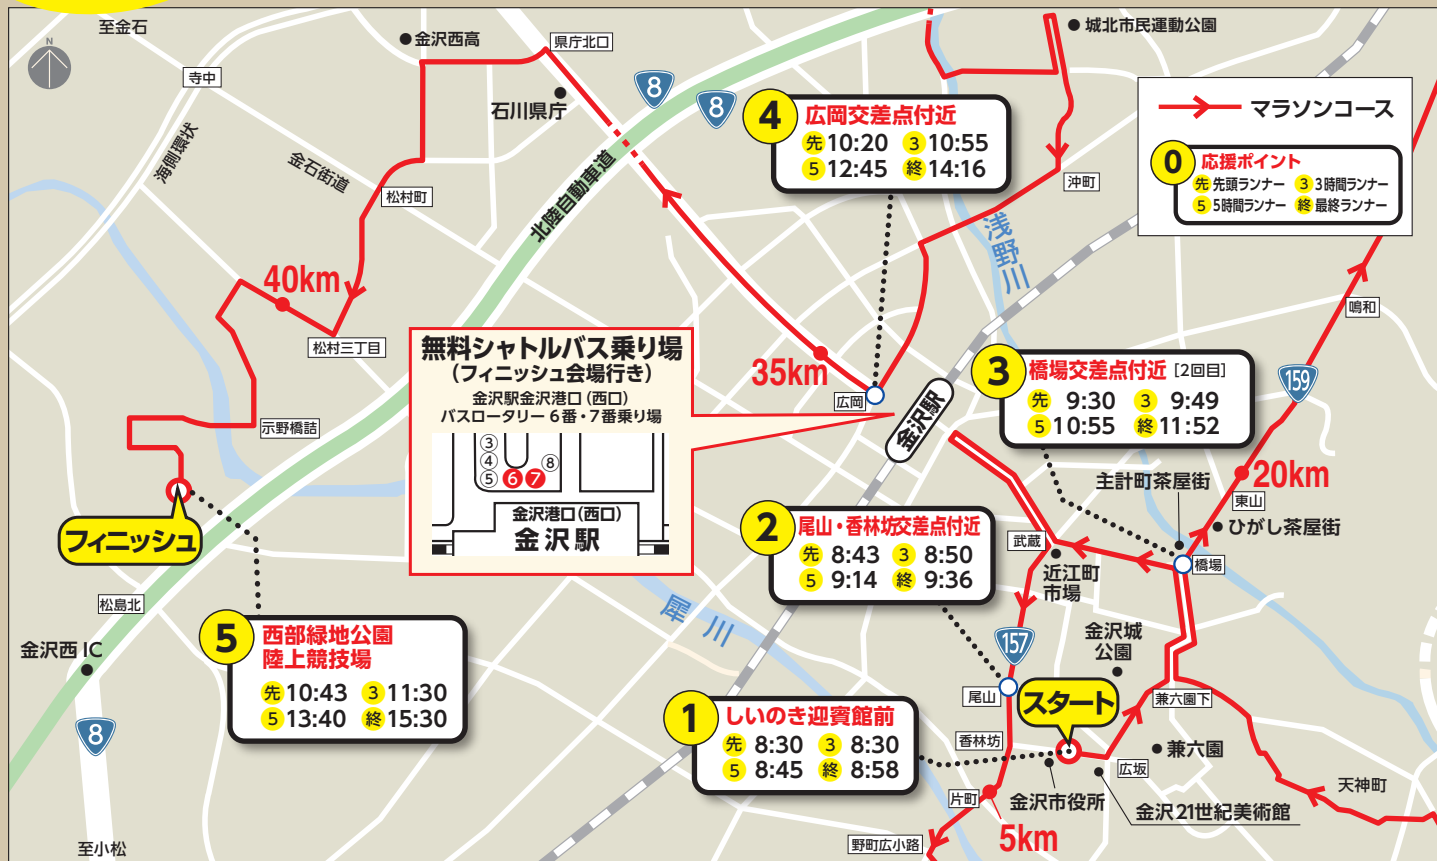 至金石
N
寺中
海側環状
金石街道
金沢西高
県庁北口
石川県庁
8
8
松村町
北陸自動車道
40km
松村三丁目
示野橋詰
フィニッシュ
松島北
金沢西 IC
8
至小松
5
西部緑地公園
陸上競技場
先 10:43 3 11:30
5 13:40 終 15:30
無料シャトルバス乗り場
(フィニッシュ会場行き)
金沢駅金沢港口(西口)
バスロータリー 6番・7番乗り場
③
④
⑤ 6 7 ⑧
金沢港口(西口)
金沢駅
犀川
4
広岡交差点付近
先 10:20 3 10:55
5 12:45 終 14:16
35km
広岡
金沢駅
浅野川
城北市民運動公園
沖町
マラソンコース
0
応援ポイント
先 先頭ランナー 3 3時間ランナー
5 5時間ランナー 終 最終ランナー
鳴和
159
3
橋場交差点付近 [2回目]
先 9:30 3 9:49
5 10:55 終 11:52
20km
東山
主計町茶屋街
ひがし茶屋街
橋場
2
尾山・香林坊交差点付近
先 8:43 3 8:50
5 9:14 終 9:36
武蔵
近江町
市場
157
金沢城
公園
尾山
スタート
兼六園下
1
しいのき迎賓館前
先 8:30 3 8:30
5 8:45 終 8:58
香林坊
兼六園
広坂
片町
金沢市役所
金沢21世紀美術館
天神町
5km
野町広小路